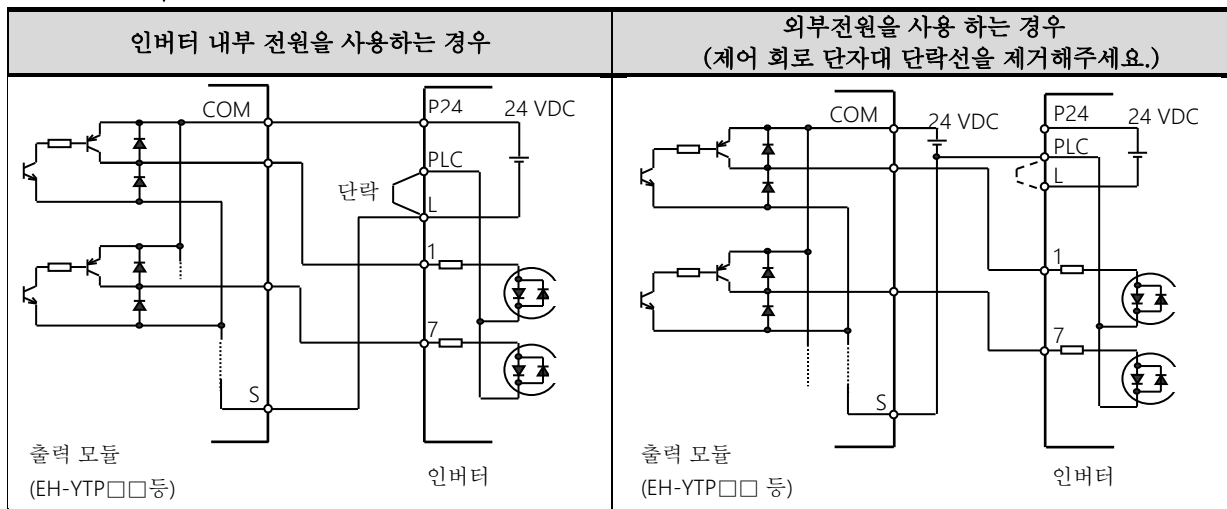 인버터 내부 전원을 사용하는 경우
외부전원을 사용 하는 경우
(제어 회로 단자대 단락선을 제거해주세요.)
COM
P24
24 VDC
PLC
단락
L
1
7
S
출력 모듈
(EH-YTP□□등)
인버터
COM
24 VDC
P24
24 VDC
PLC
L
1
7
S
출력 모듈
(EH-YTP□□ 등)
인버터